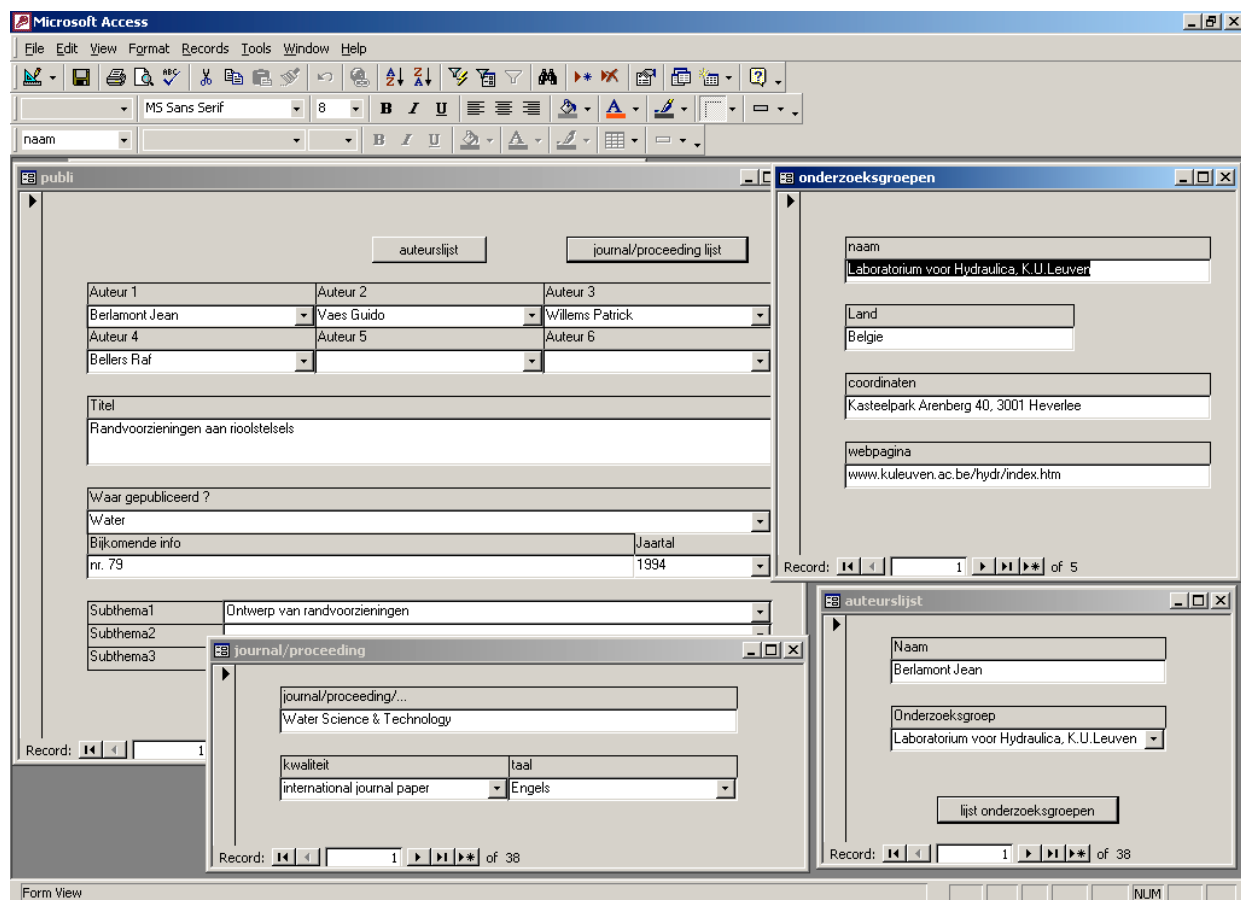 Microsoft Access
File Edit View Format Records Tools Window Help
MS Sans Serif 8 B I U A
naam B I U A
publi
auteurslijst journal/proceeding lijst
Auteur 1 Auteur 2 Auteur 3
Berlamont Jean Vaes Guido Willems Patrick
Auteur 4 Auteur 5 Auteur 6
Bellers Raf
Titel
Randvoorzieningen aan rioolstelsels
Waar gepubliceerd ?
Water
Bijkomende info Jaartal
nr. 79 1994
Subthema1 Ontwerp van randvoorzieningen
Subthema2
Subthema3
Record: 1
onderzoeksgroepen
naam
Laboratorium voor Hydraulica, K.U.Leuven
Land
Belgie
coordinaten
Kasteelpark Arenberg 40, 3001 Heverlee
webpagina
www.kuleuven.ac.be/hydr/index.htm
Record: 1 of 5
journal/proceeding
journal/proceeding/...
Water Science & Technology
kwaliteit taal
international journal paper Engels
Record: 1 of 38
auteurslijst
Naam
Berlamont Jean
Onderzoeksgroep
Laboratorium voor Hydraulica, K.U.Leuven
lijst onderzoeksgroepen
Record: 1 of 38
Form View NUM